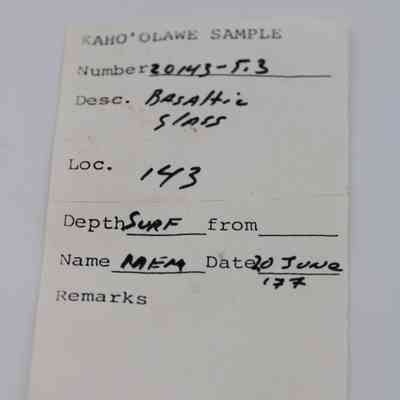 KAHO'OLAWE SAMPLE
Number 20143-5.3
Desc. Basaltic
glass
Loc. 143
Depth SURF from
Name MEM Date 20 June
'77
Remarks